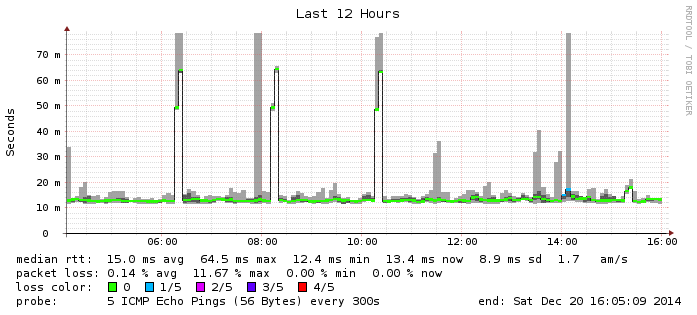 Last 12 Hours
RRDTOOL / TOBI OETIKER
Seconds
70 m
60 m
50 m
40 m
30 m
20 m
10 m
0
06:00 08:00 10:00 12:00 14:00 16:00
median rtt: 15.0 ms avg 64.5 ms max 12.4 ms min 13.4 ms now 8.9 ms sd 1.7 am/s
packet loss: 0.14 % avg 11.67 % max 0.00 % min 0.00 % now
loss color: 0 1/5 2/5 3/5 4/5
probe: 5 ICMP Echo Pings (56 Bytes) every 300s end: Sat Dec 20 16:05:09 2014